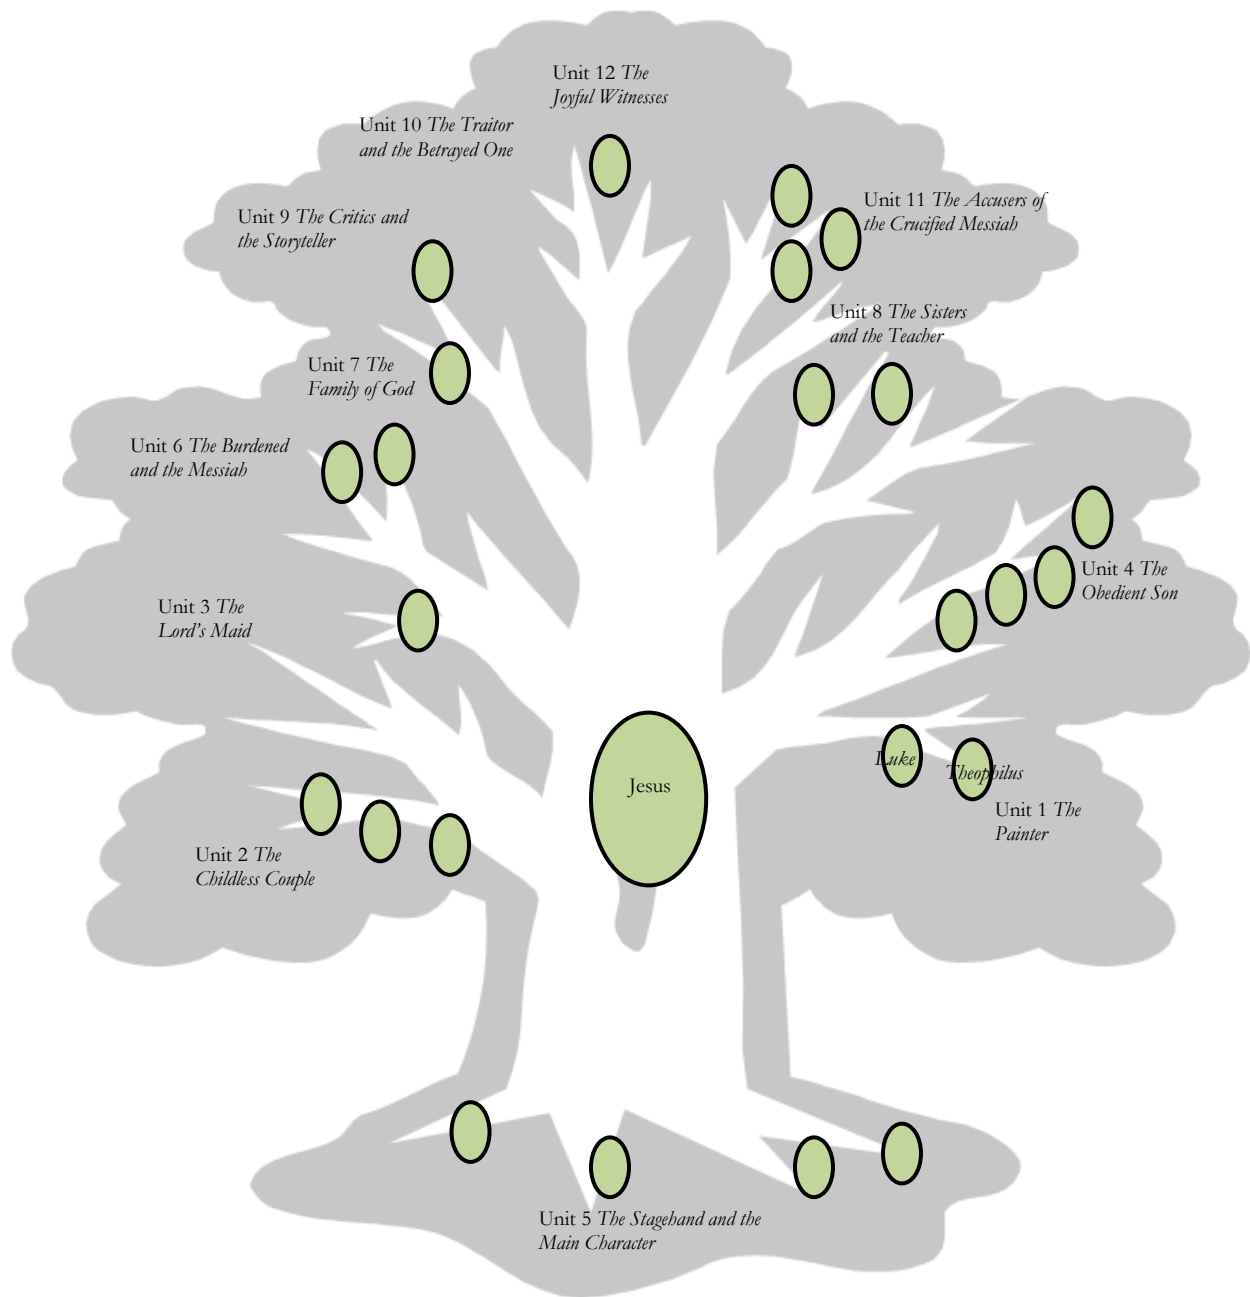 Unit 12 The
Joyful Witnesses
Unit 10 The Traitor
and the Betrayed One
Unit 11 The Accusers of
the Crucified Messiah
Unit 9 The Critics and
the Storyteller
Unit 8 The Sisters
and the Teacher
Unit 7 The
Family of God
Unit 6 The Burdened
and the Messiah
Unit 4 The
Obedient Son
Unit 3 The
Lord's Maid
Luke
Theophilus
Jesus
Unit 1 The
Painter
Unit 2 The
Childless Couple
Unit 5 The Stagehand and the
Main Character